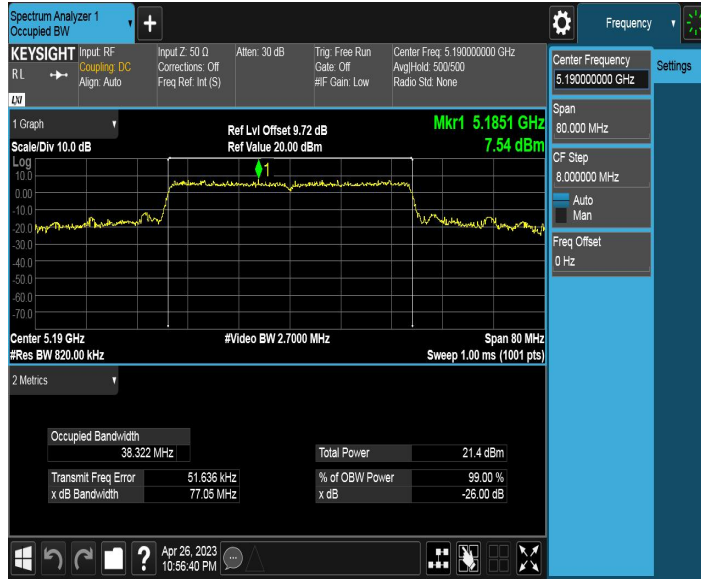 Spectrum Analyzer 1
Occupied BW
Frequency
KEYSIGHT
RL
LXI
Input: RF
Coupling: DC
Align: Auto
Input Z: 50 Ω
Corrections: Off
Freq Ref: Int (S)
Atten: 30 dB
Trig: Free Run
Gate: Off
#IF Gain: Low
Center Freq: 5.190000000 GHz
Avg|Hold: 500/500
Radio Std: None
Center Frequency
5.190000000 GHz
Settings
Span
80.000 MHz
CF Step
8.000000 MHz
Auto
Man
Freq Offset
0 Hz
1 Graph
Scale/Div 10.0 dB
Ref Lvl Offset 9.72 dB
Ref Value 20.00 dBm
Mkr1 5.1851 GHz
7.54 dBm
Log
1
10.0
0.00
-10.0
-20.0
-30.0
-40.0
-50.0
-60.0
-70.0
Center 5.19 GHz
#Video BW 2.7000 MHz
Span 80 MHz
#Res BW 820.00 kHz
Sweep 1.00 ms (1001 pts)
2 Metrics
Occupied Bandwidth
38.322 MHz
Total Power 21.4 dBm
Transmit Freq Error 51.636 kHz
% of OBW Power 99.00 %
x dB Bandwidth 77.05 MHz
x dB -26.00 dB
Apr 26, 2023
10:56:40 PM